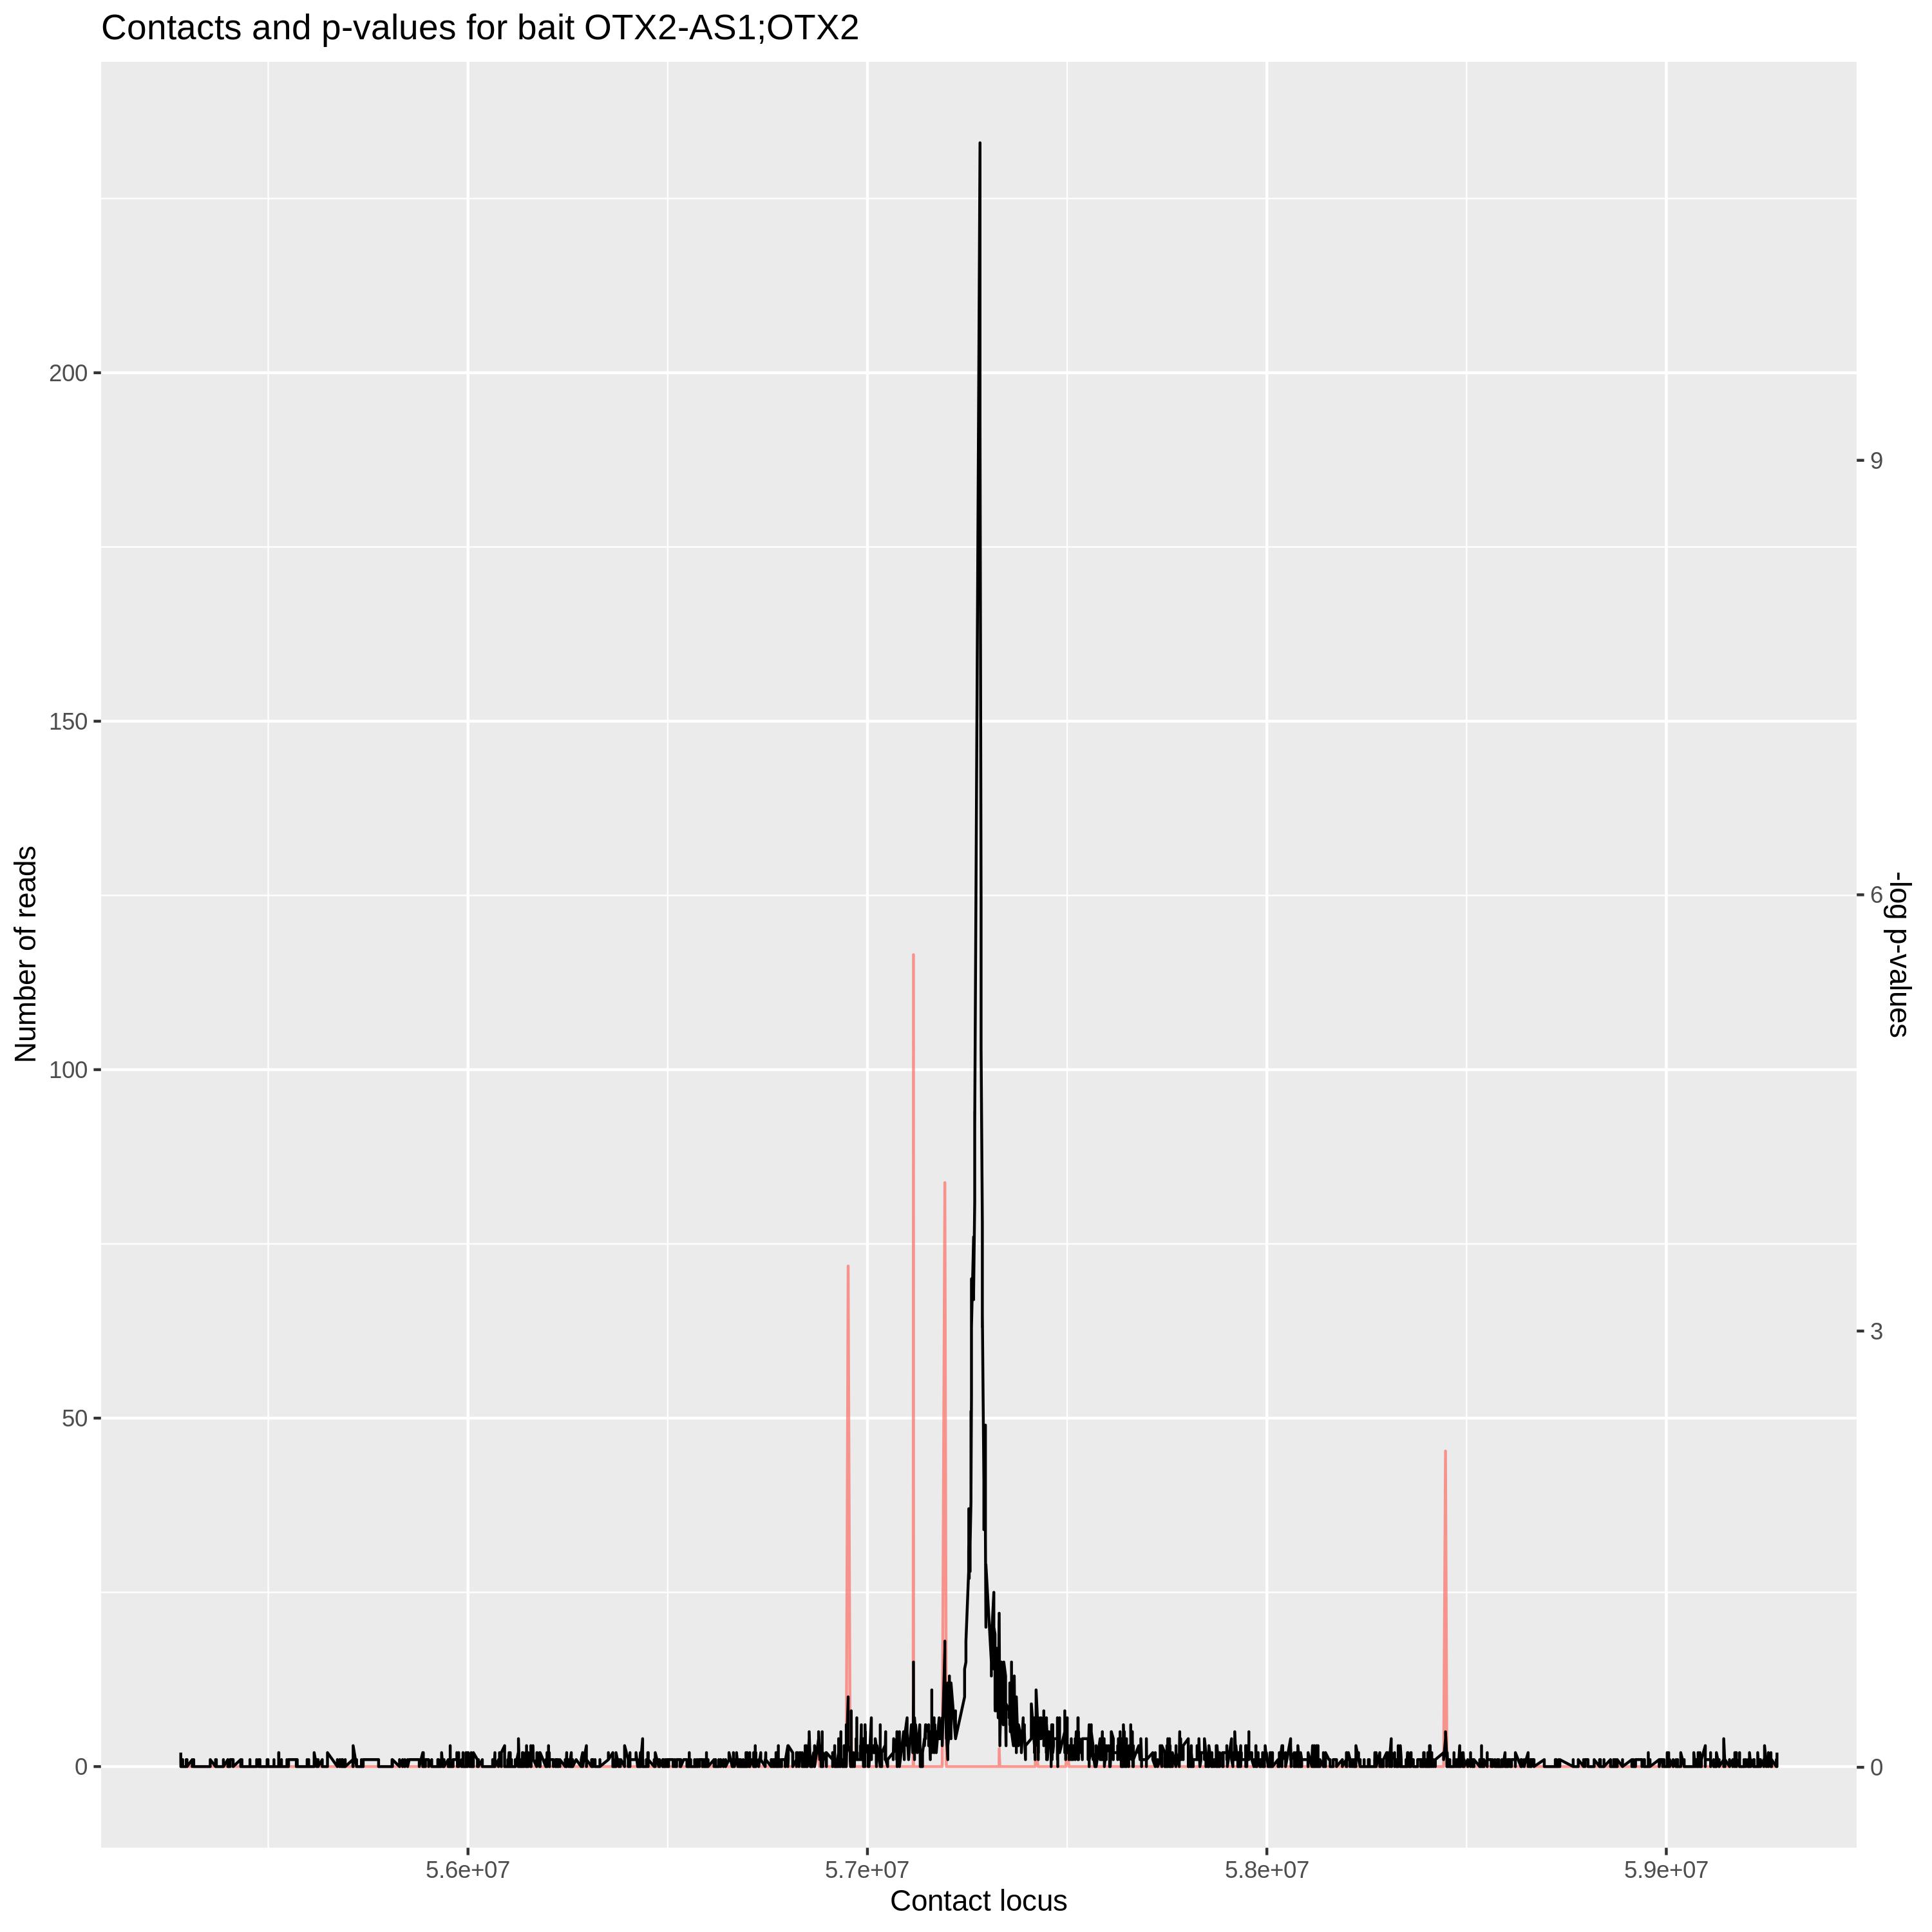 Contacts and p-values for bait OTX2-AS1;OTX2
Number of reads
200
150
100
50
0
9
6
3
0
-log p-values
5.6e+07
5.7e+07
5.8e+07
5.9e+07
Contact locus